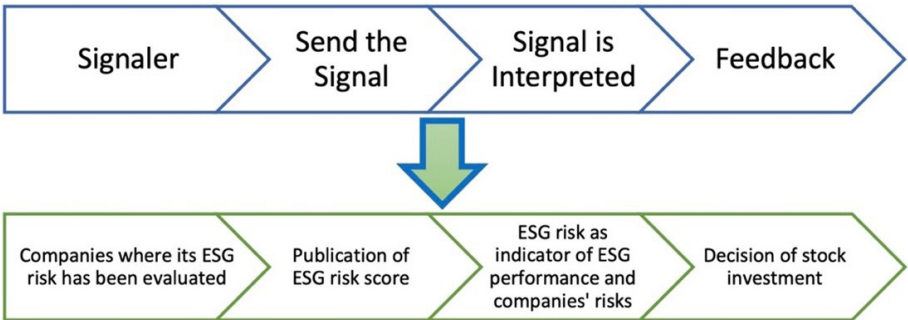 Signaler
Send the
Signal
Signal is
Interpreted
Feedback
Companies where its ESG
risk has been evaluated
Publication of
ESG risk score
ESG risk as
indicator of ESG
performance and
companies' risks
Decision of stock
investment